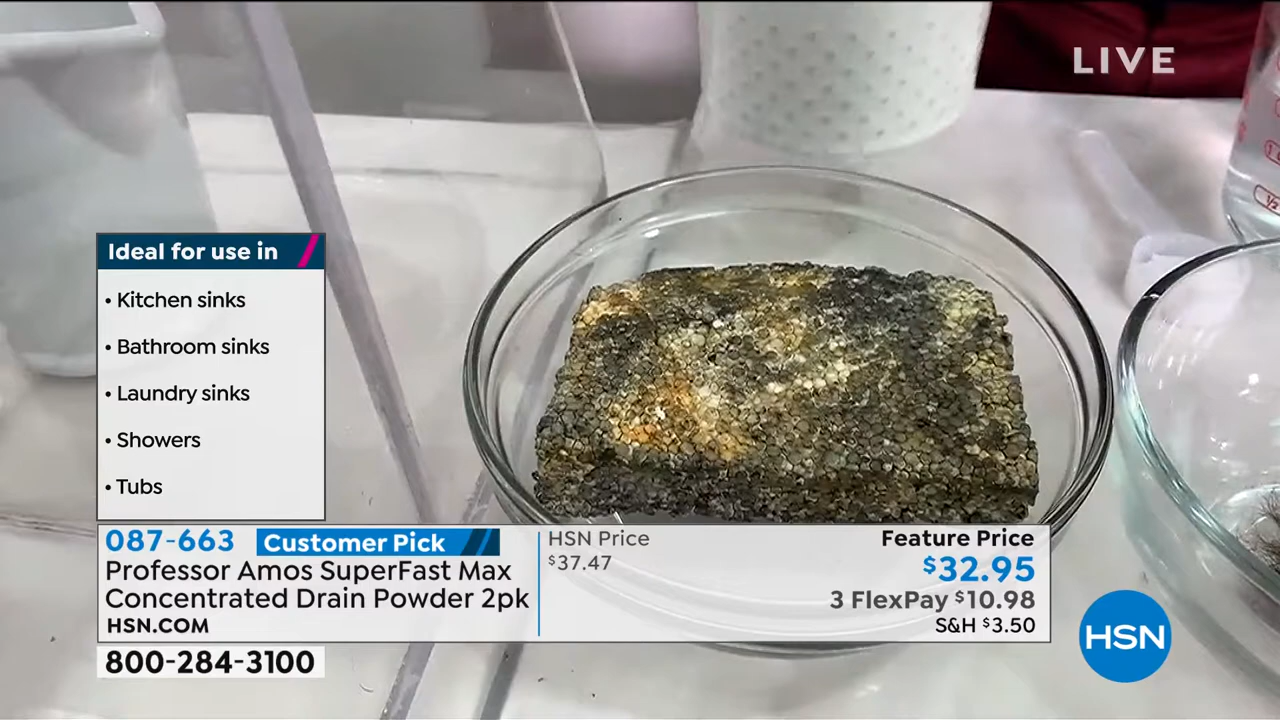 LIVE
Ideal for use in
• Kitchen sinks
• Bathroom sinks
• Laundry sinks
• Showers
• Tubs
087-663 Customer Pick
Professor Amos SuperFast Max
Concentrated Drain Powder 2pk
HSN.COM
HSN Price
$37.47
Feature Price
$32.95
3 FlexPay $10.98
S&H $3.50
800-284-3100
HSN